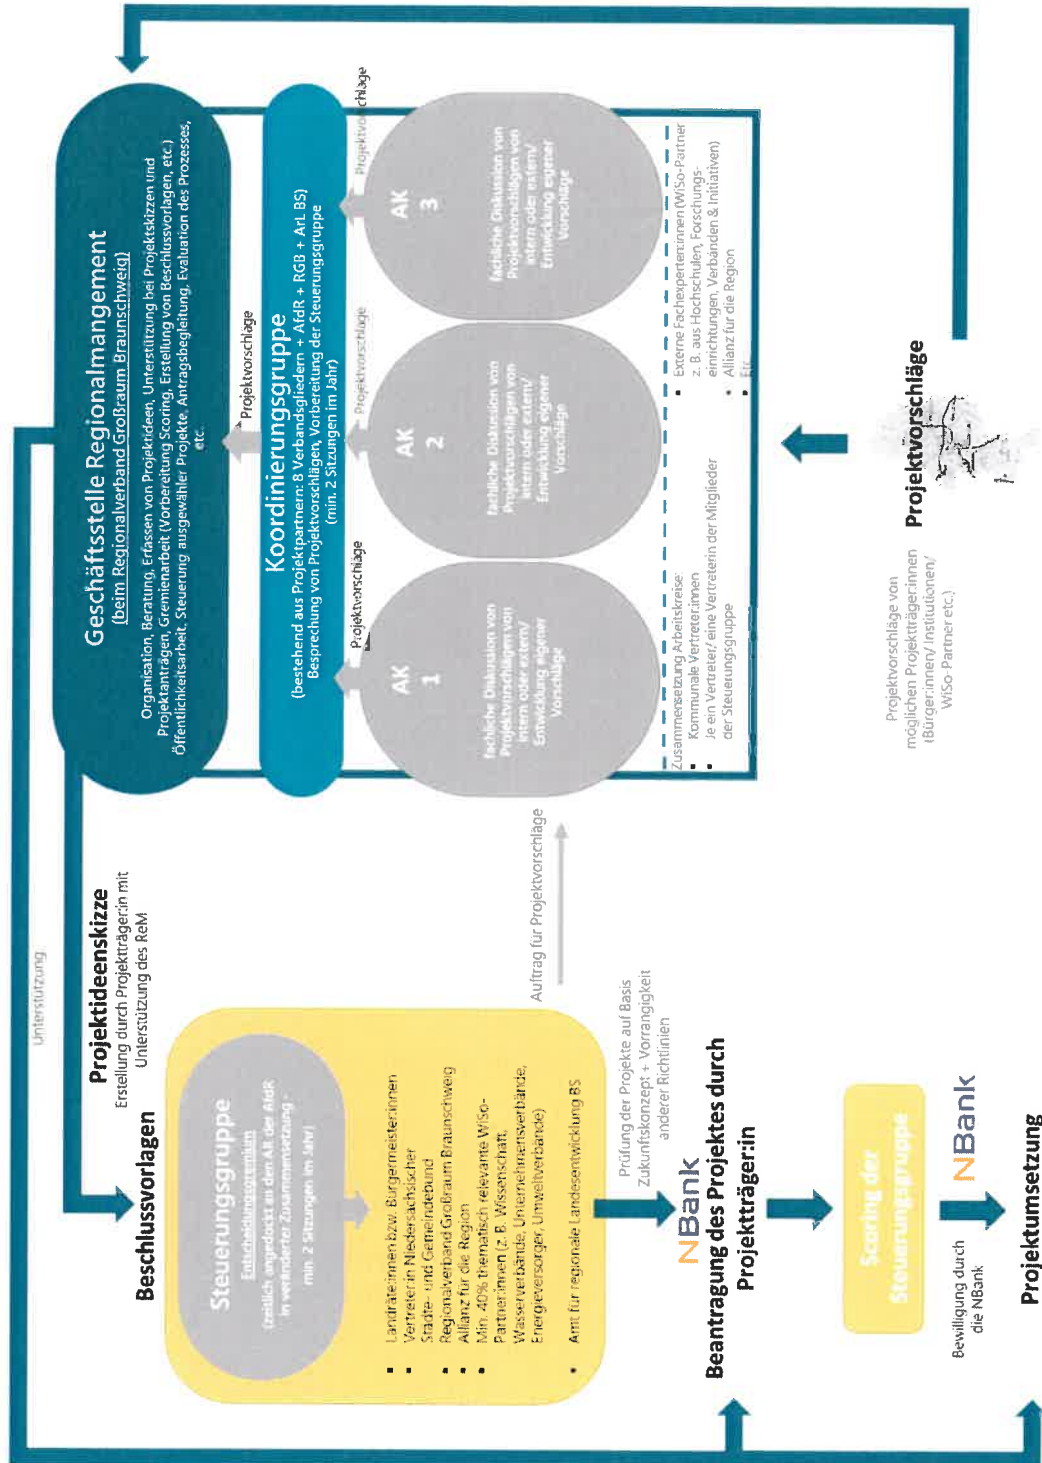 Unterstützung
Projektideenskizze
Erstellung durch Projektträger:in mit
Unterstützung des ReM
Beschlussvorlagen
Steuerungsgruppe
Entscheidungsgremium
(zeitlich angedockt an den AR der AfdR
in veränderter Zusammensetzung -
min. 2 Sitzungen im Jahr)
Landräte:innen bzw. Bürgermeister:innen
Vertreter:in Niedersächsischer
Städte- und Gemeindebund
Regionalverband Großraum Braunschweig
Allianz für die Region
Min. 40% thematisch relevante WiSo-
Partner:innen (z. B. Wissenschaft,
Wasserverbände, Unternehmensverbände,
Energieversorger, Umweltverbände)
Amt für regionale Landesentwicklung BS
Auftrag für Projektvorschläge
Prüfung der Projekte auf Basis
Zukunftskonzept + Vorrangigkeit
anderer Richtlinien
NBank
Beantragung des Projektes durch
Projektträger:in
Scoring der
Steuerungsgruppe
Bewilligung durch
die NBank
NBank
Projektumsetzung
Geschäftsstelle Regionalmangement
(beim Regionalverband Großraum Braunschweig)
Organisation, Beratung, Erfassen von Projektideen, Unterstützung bei Projektskizzen und
Projektanträgen, Gremienarbeit (Vorbereitung Scoring, Erstellung von Beschlussvorlagen, etc.)
Öffentlichkeitsarbeit, Steuerung ausgewähler Projekte, Antragsbegleitung, Evaluation des Prozesses,
etc.
Projektvorschläge
Koordinierungsgruppe
(bestehend aus Projektpartnern: 8 Verbandsgliedern + AfdR + RGB + ArL BS)
Besprechung von Projektvorschlägen, Vorbereitung der Steuerungsgruppe
(min. 2 Sitzungen im Jahr)
Projektvorschläge
Projektvorschläge
Projektvorschläge
AK
1
fachliche Diskussion von
Projektvorschlägen von
intern oder extern/
Entwicklung eigener
Vorschläge
AK
2
fachliche Diskussion von
Projektvorschlägen von
intern oder extern/
Entwicklung eigener
Vorschläge
AK
3
fachliche Diskussion von
Projektvorschlägen von
intern oder extern/
Entwicklung eigener
Vorschläge
Zusammensetzung Arbeitskreise:
Kommunale Vertreter:innen
Je ein Vertreter/ eine Vertreterin der Mitglieder
der Steuerungsgruppe
Externe Fachexperten:innen (WiSo-Partner
z. B. aus Hochschulen, Forschungs-
einrichtungen, Verbänden & Initiativen)
Allianz für die Region
Etc.
Projektvorschläge von
möglichen Projektträger:innen
(Bürger:innen/ Institutionen/
WiSo-Partner etc.)
Projektvorschläge